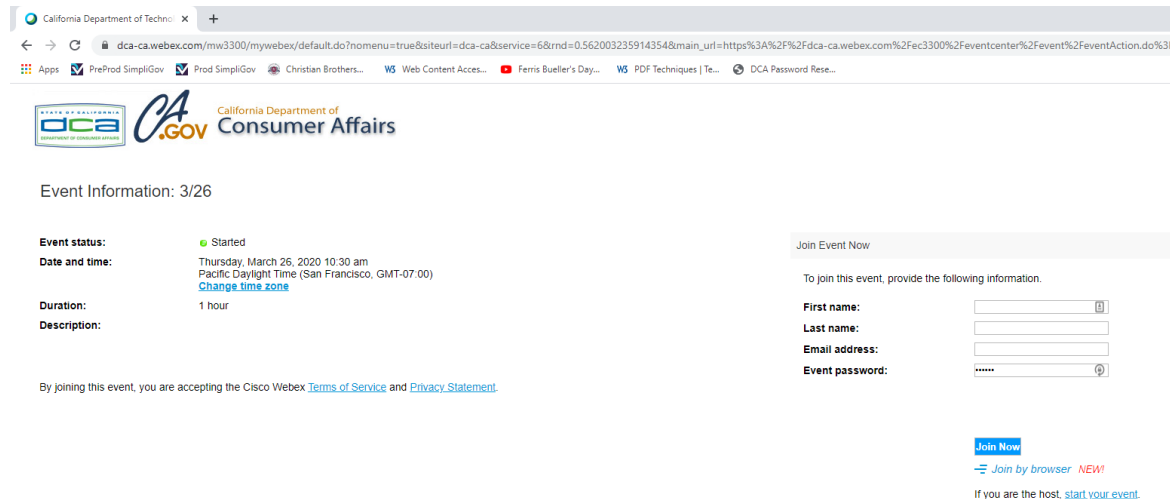 California Department of Techno
dca-ca.webex.com/mw3300/mywebex/default.do?nomenu=true&siteurl=dca-ca&service=6&rnd=0.562003235914354&main_url=https%3A%2F%2Fdca-ca.webex.com%2Fec3300%2Feventcenter%2Fevent%2FeventAction.do%3
Apps PreProd SimpliGov Prod SimpliGov Christian Brothers... W3 Web Content Acces... Ferris Bueller's Day... W3 PDF Techniques | Te... DCA Password Rese...
STATE OF CALIFORNIA
dca
DEPARTMENT OF CONSUMER AFFAIRS
CA
.GOV
California Department of
Consumer Affairs
Event Information: 3/26
Event status: Started
Date and time: Thursday, March 26, 2020 10:30 am
Pacific Daylight Time (San Francisco, GMT-07:00)
Change time zone
Duration: 1 hour
Description:
By joining this event, you are accepting the Cisco Webex Terms of Service and Privacy Statement.
Join Event Now
To join this event, provide the following information.
First name:
Last name:
Email address:
Event password: ••••••
Join Now
Join by browser NEW!
If you are the host, start your event.